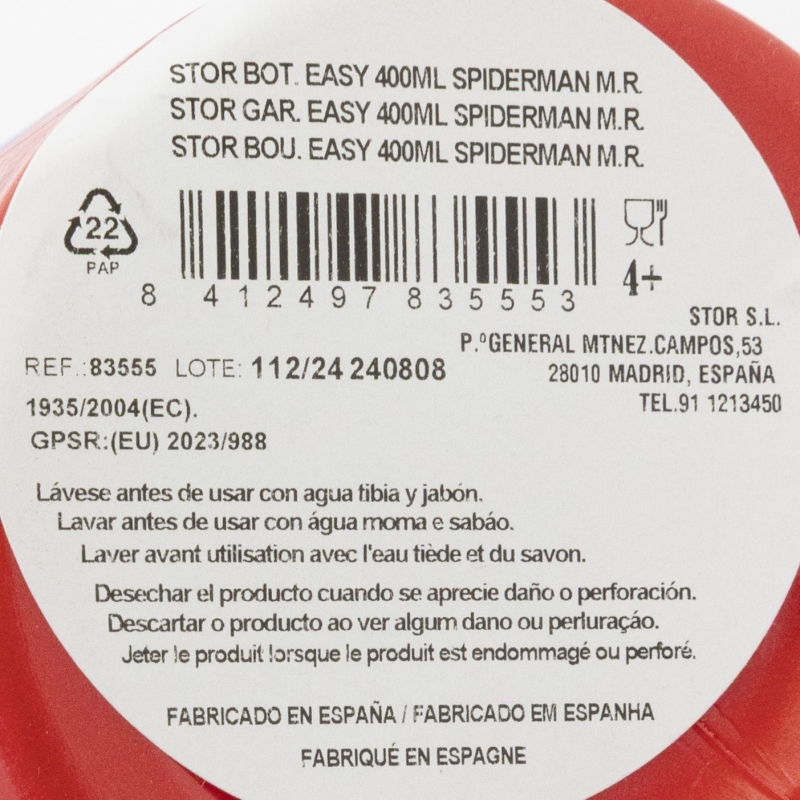 STOR BOT. EASY 400ML SPIDERMAN M.R.
STOR GAR. EASY 400ML SPIDERMAN M.R.
STOR BOU. EASY 400ML SPIDERMAN M.R.
22
PAP
8 412497 835553
4+
STOR S.L.
P.ºGENERAL MTNEZ.CAMPOS,53
28010 MADRID, ESPAÑA
TEL.91 1213450
REF.:83555 LOTE: 112/24 240808
1935/2004(EC).
GPSR:(EU) 2023/988
Lávese antes de usar con agua tibia y jabón.
Lavar antes de usar con água moma e sabáo.
Laver avant utilisation avec l'eau tiède et du savon.
Desechar el producto cuando se aprecie daño o perforación.
Descartar o producto ao ver algum dano ou perluraçáo.
Jeter le produit lorsque le produit est endommagé ou perforé.
FABRICADO EN ESPAÑA / FABRICADO EM ESPANHA
FABRIQUÉ EN ESPAGNE